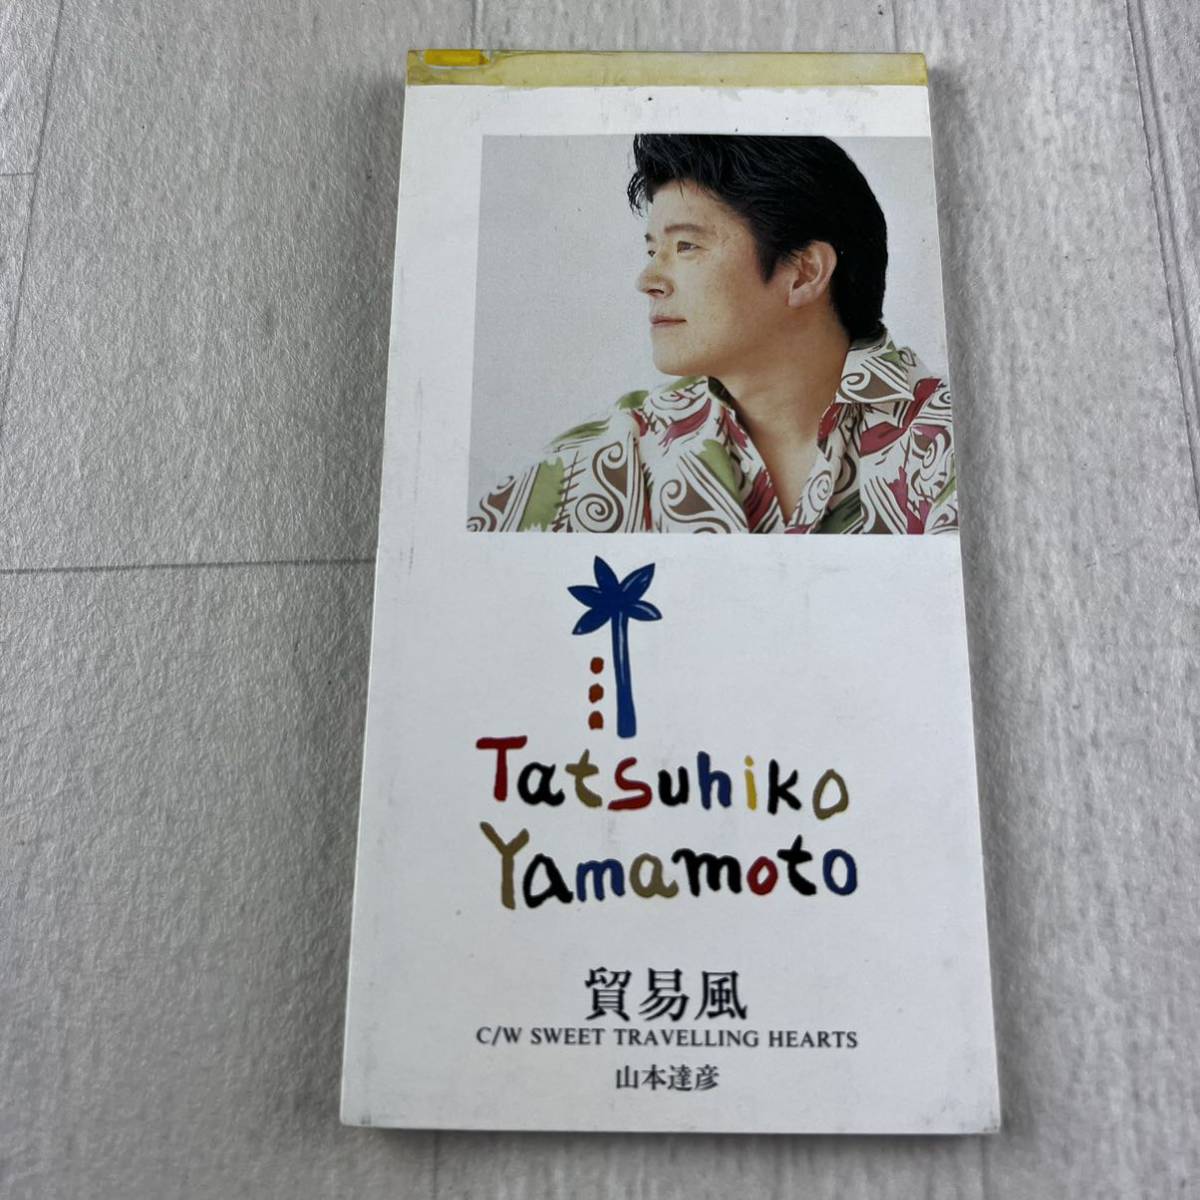 Tatsuhiko
Yamamoto
貿易風
C/W SWEET TRAVELLING HEARTS
山本達彦